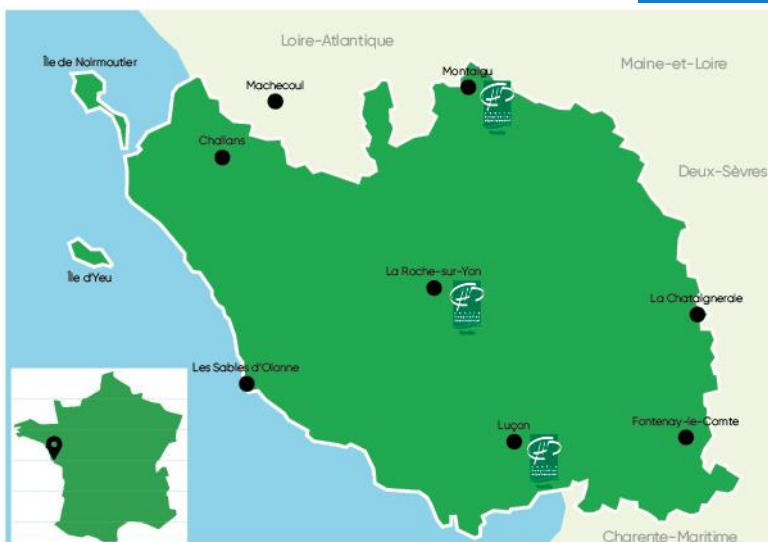 Loire-Atlantique
Île de Noirmoutier
Montaigu
Maine-et-Loire
Machecoul
Challans
Deux-Sèvres
La Roche-sur-Yon
Île d'Yeu
La Chataigneraie
Les Sables d'Olonne
Luçon
Fontenay-le-Comte
Charente-Maritime